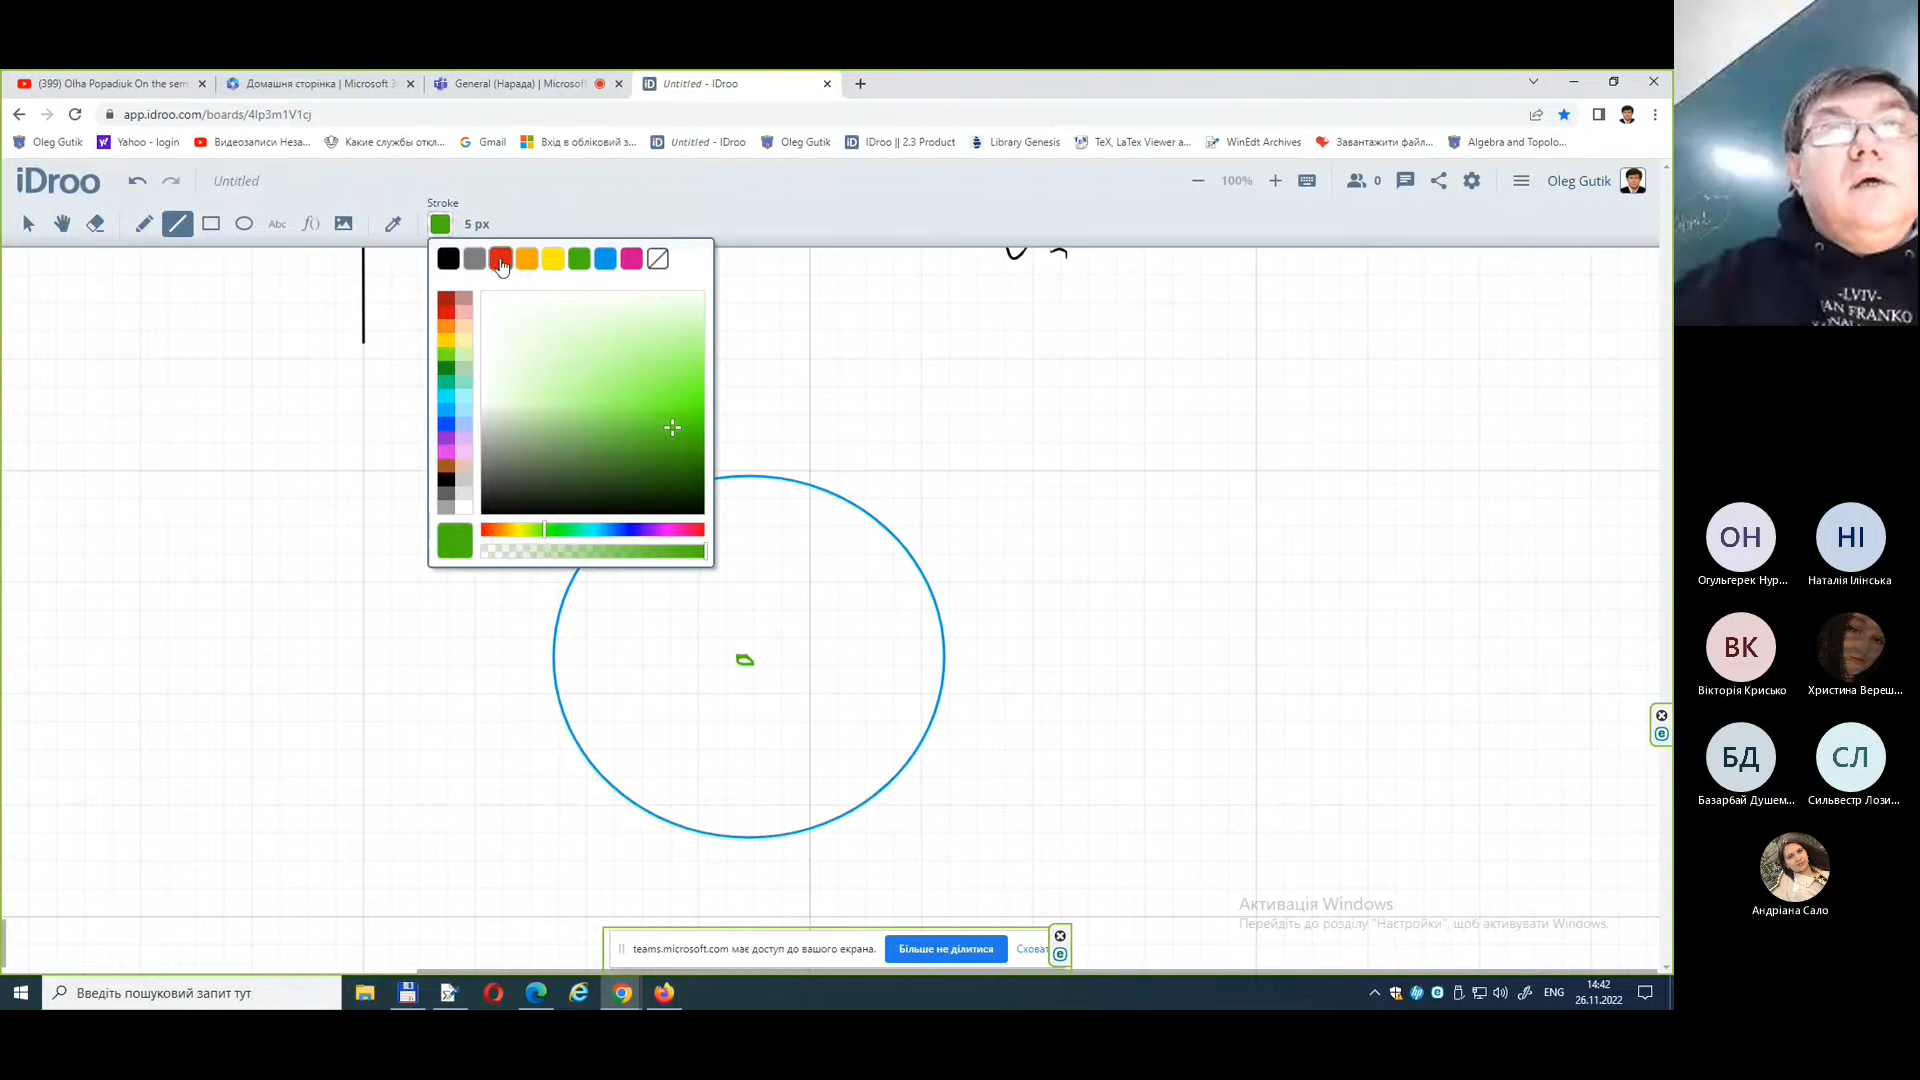 (399) Olha Popadiuk On the sem
Домашня сторінка | Microsoft 3
General (Нарада) | Microsoft
Untitled - IDroo
app.idroo.com/boards/4lp3m1V1cj
Oleg Gutik
Yahoo - login
Видеозаписи Неза...
Какие службы откл...
Gmail
Вхід в обліковий з...
Untitled - IDroo
Oleg Gutik
IDroo || 2.3 Product
Library Genesis
TeX, LaTex Viewer a...
WinEdt Archives
Завантажити файл...
Algebra and Topolo...
iDroo
Untitled
100%
0
Oleg Gutik
Stroke
Abc
f()
5 px
-LVIV-
AN FRANKO
ОН
Огульгерек Нур...
НІ
Наталія Ілінська
ВК
Вікторія Крисько
Христина Вереш...
БД
Базарбай Душем...
СЛ
Сильвестр Лози...
Андріана Сало
Активація Windows
Перейдіть до розділу "Настройки", щоб активувати Windows.
teams.microsoft.com має доступ до вашого екрана.
Більше не ділитися
Сховат
Введіть пошуковий запит тут
ENG
14:42
26.11.2022